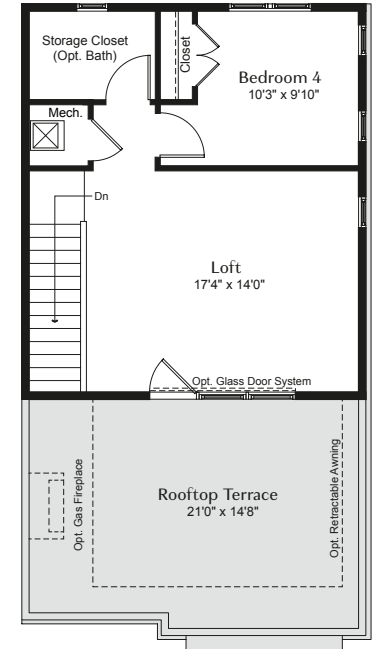 Storage Closet
(Opt. Bath)
Closet
Bedroom 4
10'3" x 9'10"
Mech.
Dn
Loft
17'4" x 14'0"
Opt. Glass Door System
Opt. Gas Fireplace
Rooftop Terrace
21'0" x 14'8"
Opt. Retractable Awning